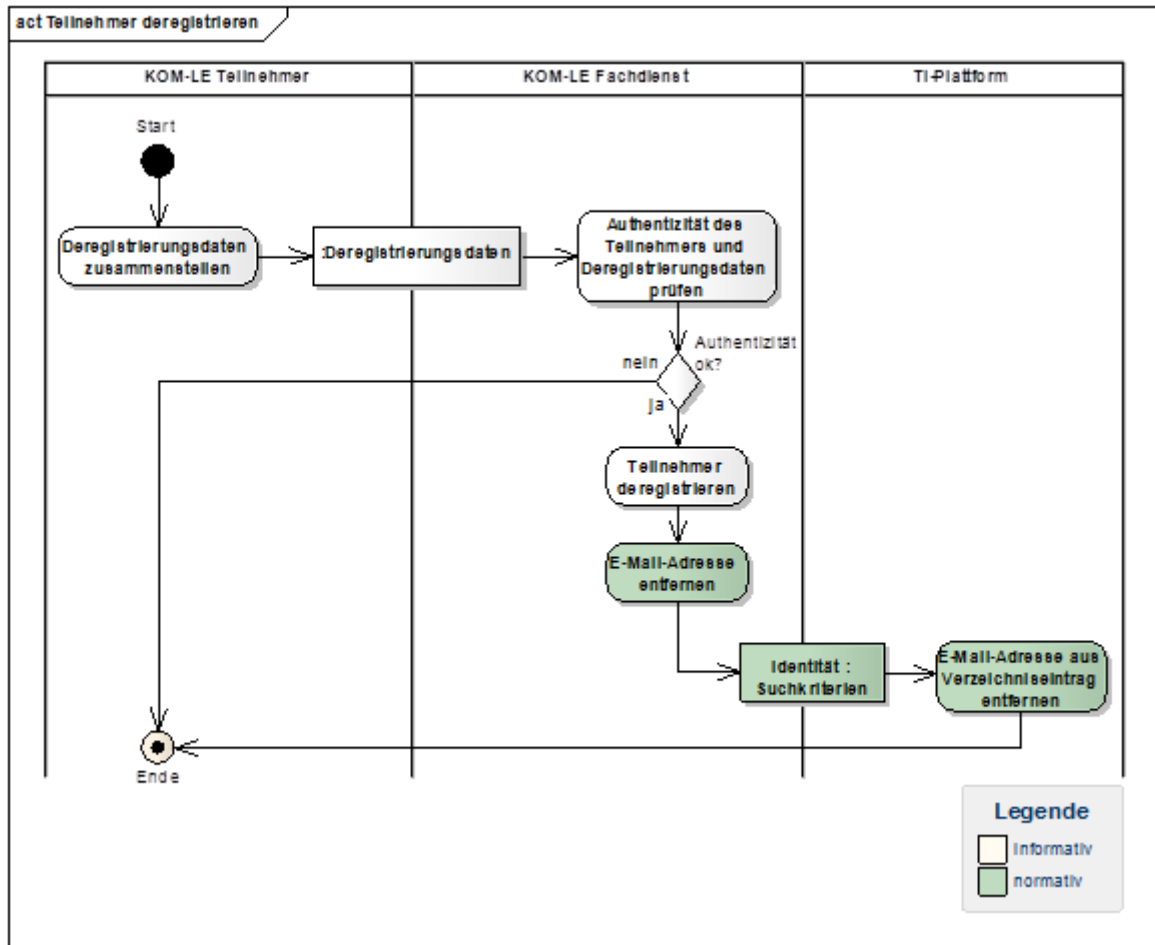 act Teilnehmer deregistrieren
KOM-LE Teilnehmer
KOM-LE Fachdienst
TI-Plattform
Start
Deregistrierungsdaten
zusammenstellen
:Deregistrierungsdaten
Authentizität des
Teilnehmers und
Deregistrierungsdaten
prüfen
nein
Authentizität
ok?
ja
Teilnehmer
deregistrieren
E-Mail-Adresse
entfernen
Identität :
Suchkriterien
E-Mail-Adresse aus
Verzeichniseintrag
entfernen
Ende
Legende
informativ
normativ